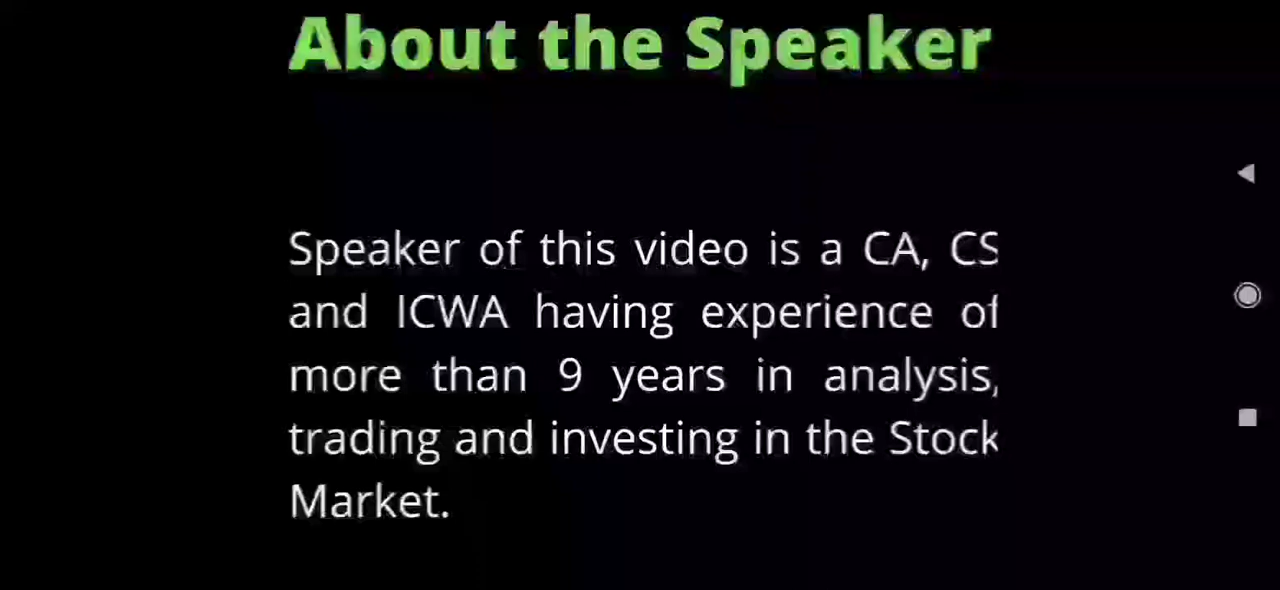 About the Speaker
Speaker of this video is a CA, CS
and ICWA having experience of
more than 9 years in analysis,
trading and investing in the Stock
Market.